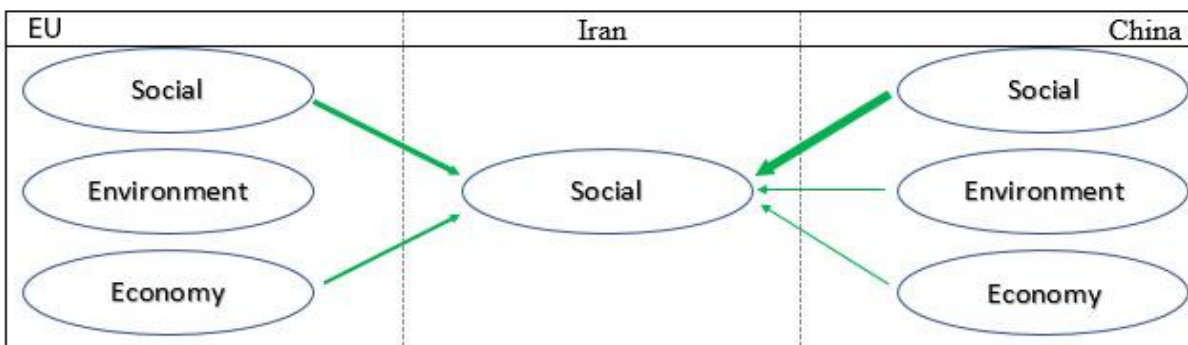 EU Iran China
Social Social
Environment Social Environment
Economy Economy